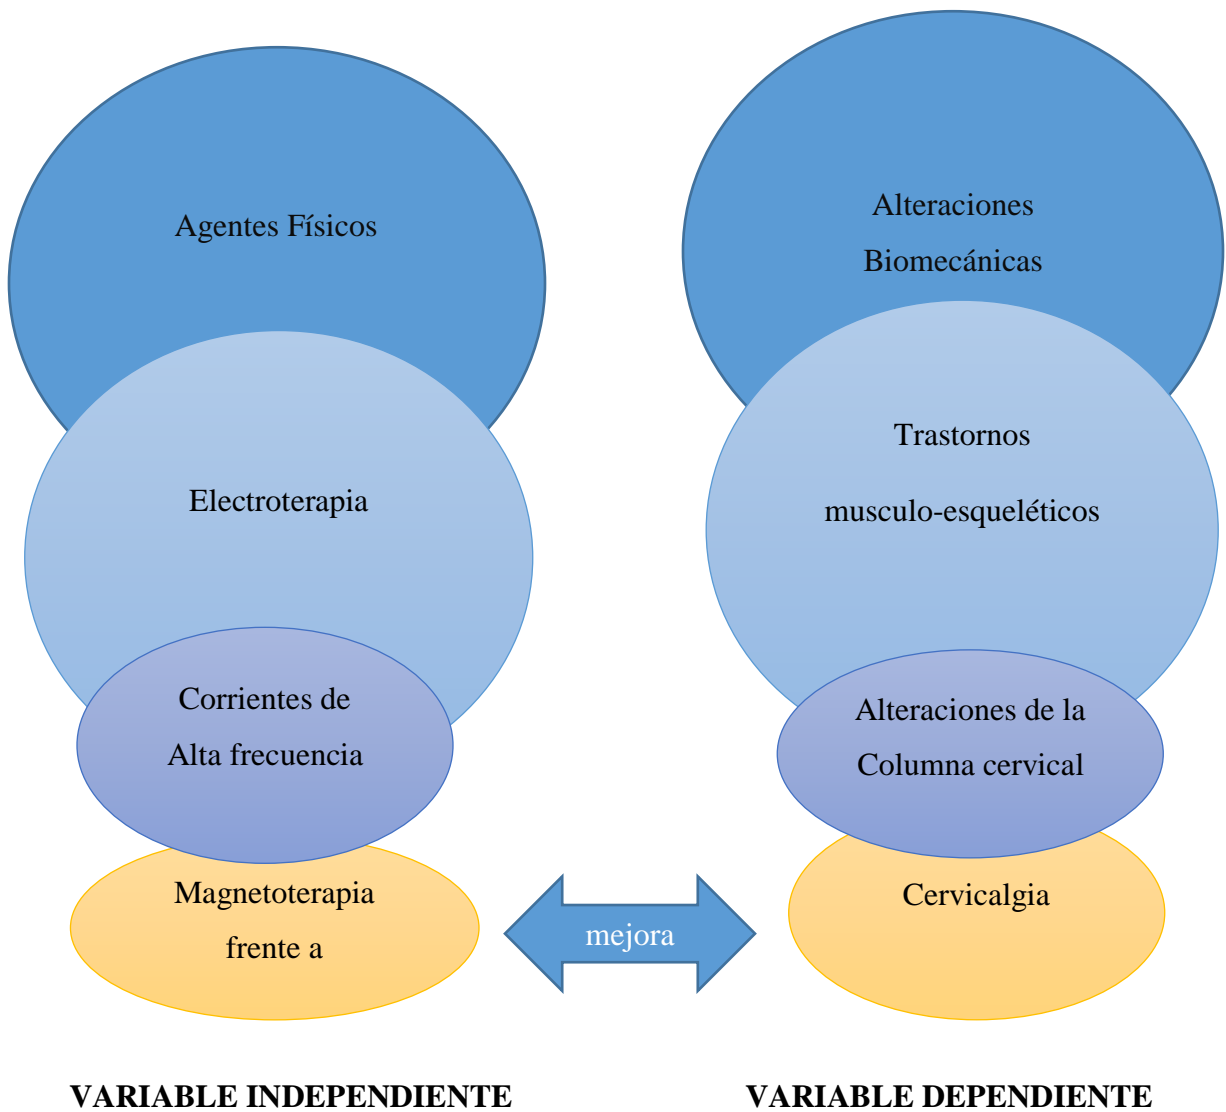 Agentes Físicos
Electroterapia
Corrientes de
Alta frecuencia
Magnetoterapia
frente a
mejora
Alteraciones
Biomecánicas
Trastornos
musculo-esqueléticos
Alteraciones de la
Columna cervical
Cervicalgia
VARIABLE INDEPENDIENTE
VARIABLE DEPENDIENTE